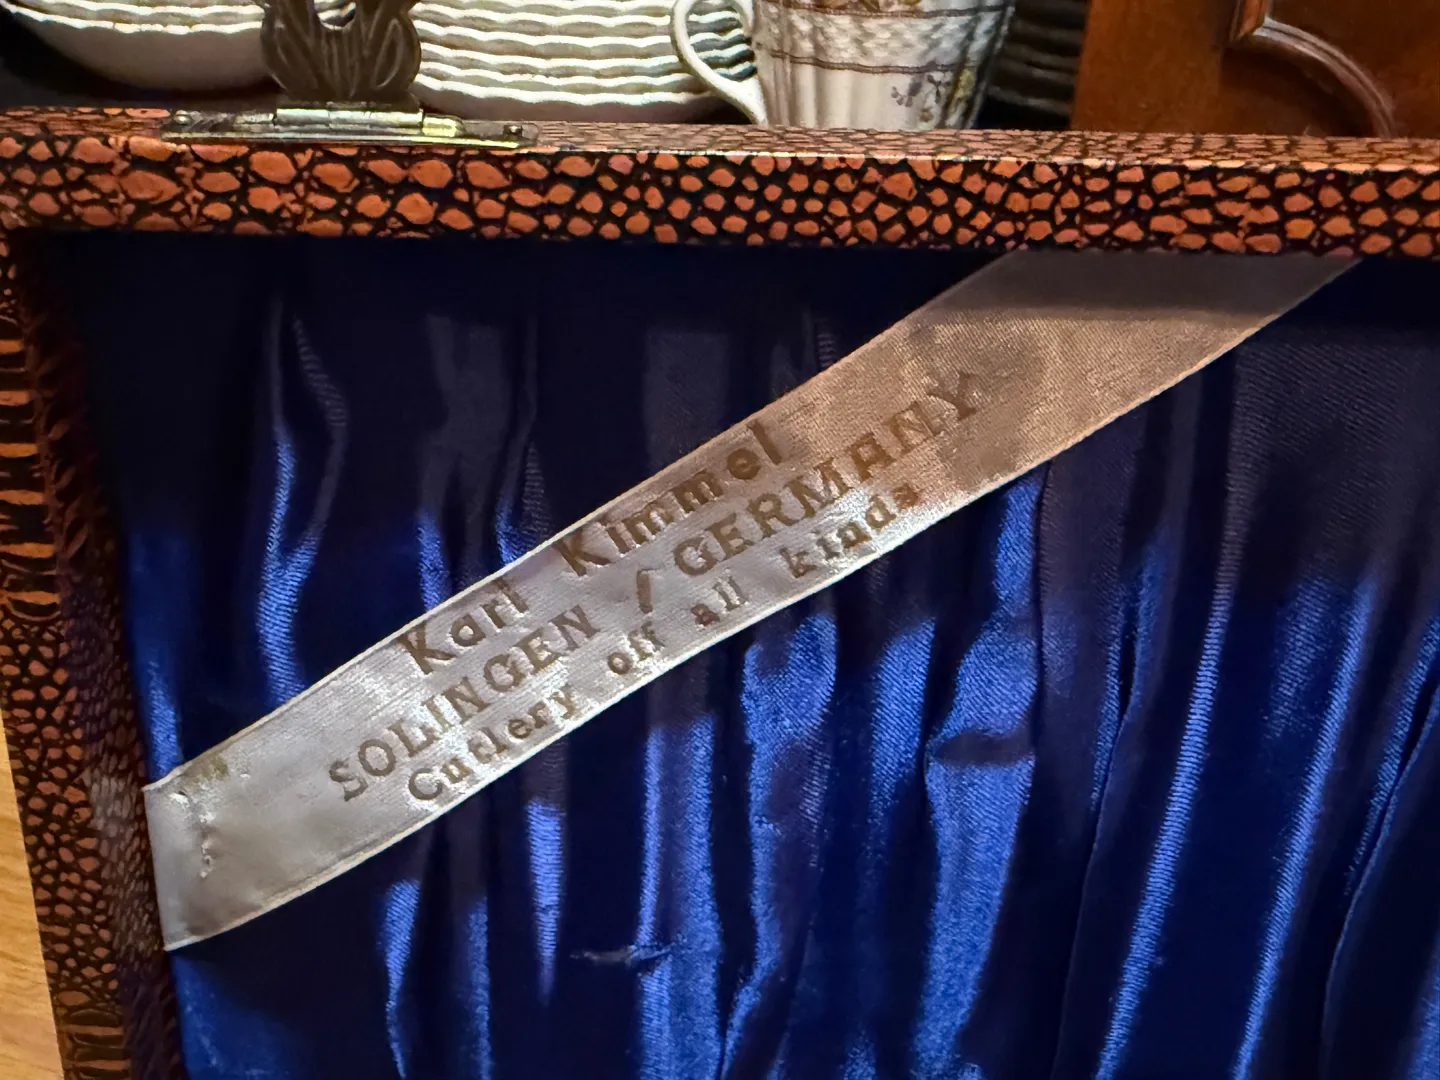 Karl Kimmel
SOLINGEN / GERMANY
Cutlery off all kinds